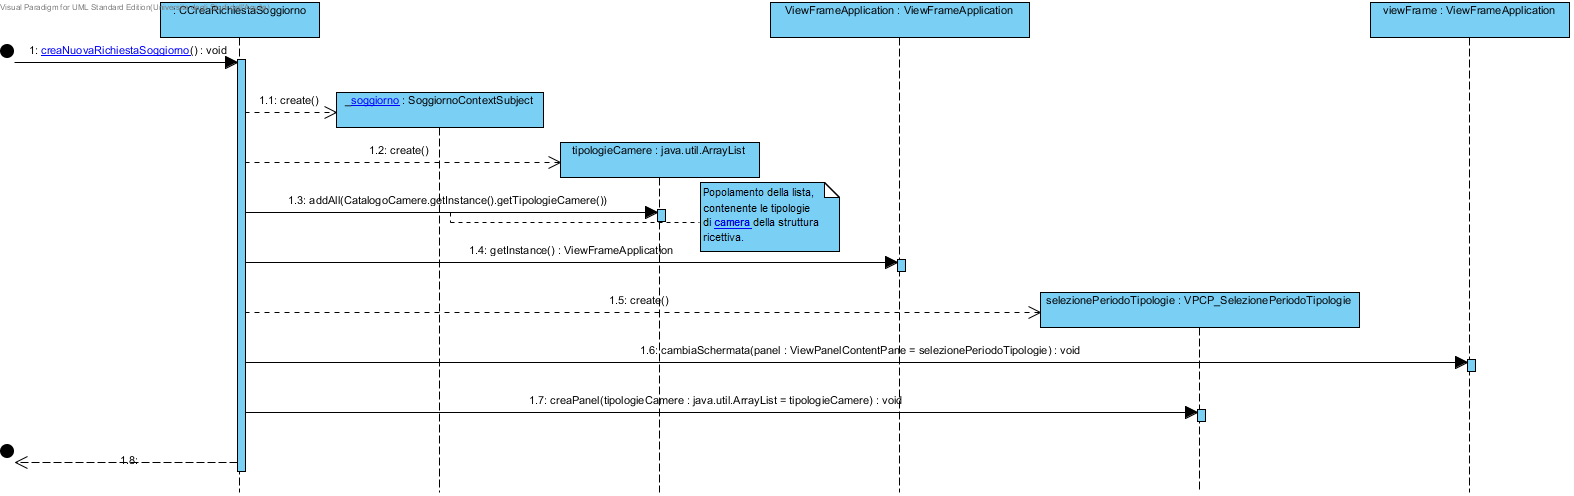 Visual Paradigm for UML Standard Edition(Univers
: CCreaRichiestaSoggiorno
ViewFrameApplication : ViewFrameApplication
viewFrame : ViewFrameApplication
1: creaNuovaRichiestaSoggiorno() : void
1.1: create()
_soggiorno : SoggiornoContextSubject
1.2: create()
tipologieCamere : java.util.ArrayList
1.3: addAll(CatalogoCamere.getInstance().getTipologieCamere())
Popolamento della lista,
contenente le tipologie
di camera della struttura
ricettiva.
1.4: getInstance() : ViewFrameApplication
1.5: create()
selezionePeriodoTipologie : VPCP_SelezionePeriodoTipologie
1.6: cambiaSchermata(panel : ViewPanelContentPane = selezionePeriodoTipologie) : void
1.7: creaPanel(tipologieCamere : java.util.ArrayList = tipologieCamere) : void
1.8: